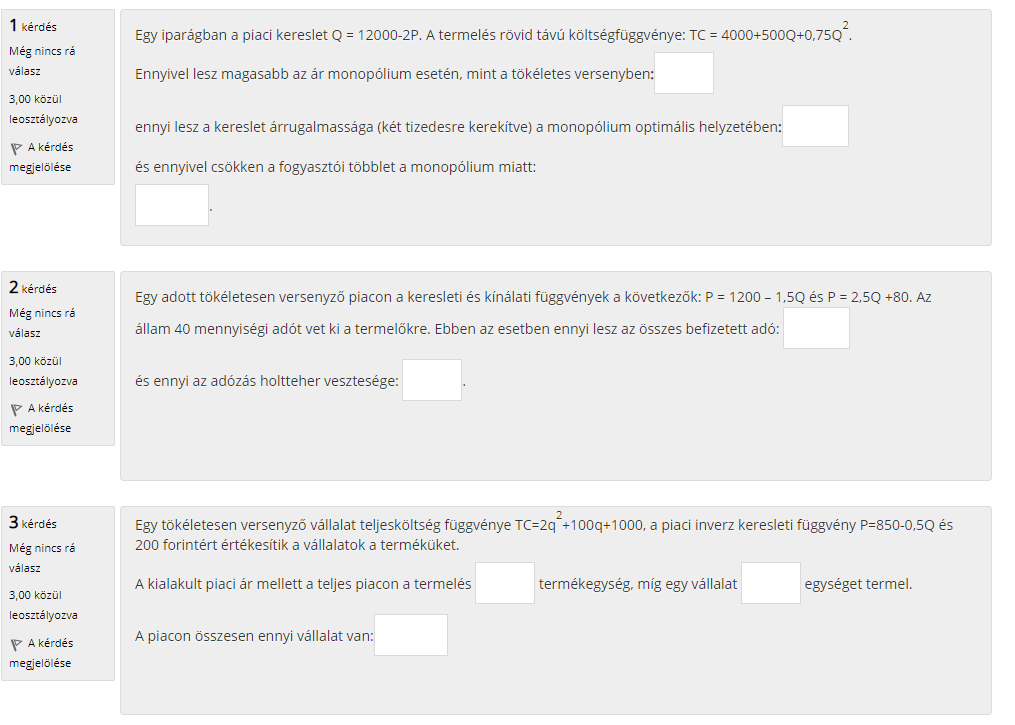 1 kérdés
Még nincs rá
válasz
3,00 közül
leosztályozva
A kérdés
megjelölése
Egy iparágban a piaci kereslet Q = 12000-2P. A termelés rövid távú költségfüggvénye: TC = 4000+500Q+0,75Q².
Ennyivel lesz magasabb az ár monopólium esetén, mint a tökéletes versenyben:
ennyi lesz a kereslet árrugalmassága (két tizedesre kerekítve) a monopólium optimális helyzetében:
és ennyivel csökken a fogyasztói többlet a monopólium miatt:
.
2 kérdés
Még nincs rá
válasz
3,00 közül
leosztályozva
A kérdés
megjelölése
Egy adott tökéletesen versenyző piacon a keresleti és kínálati függvények a következők: P = 1200 – 1,5Q és P = 2,5Q +80. Az
állam 40 mennyiségi adót vet ki a termelőkre. Ebben az esetben ennyi lesz az összes befizetett adó:
és ennyi az adózás holtteher vesztesége: .
3 kérdés
Még nincs rá
válasz
3,00 közül
leosztályozva
A kérdés
megjelölése
Egy tökéletesen versenyző vállalat teljesköltség függvénye TC=2q²+100q+1000, a piaci inverz keresleti függvény P=850-0,5Q és
200 forintért értékesítik a vállalatok a terméküket.
A kialakult piaci ár mellett a teljes piacon a termelés termékegység, míg egy vállalat egységet termel.
A piacon összesen ennyi vállalat van: